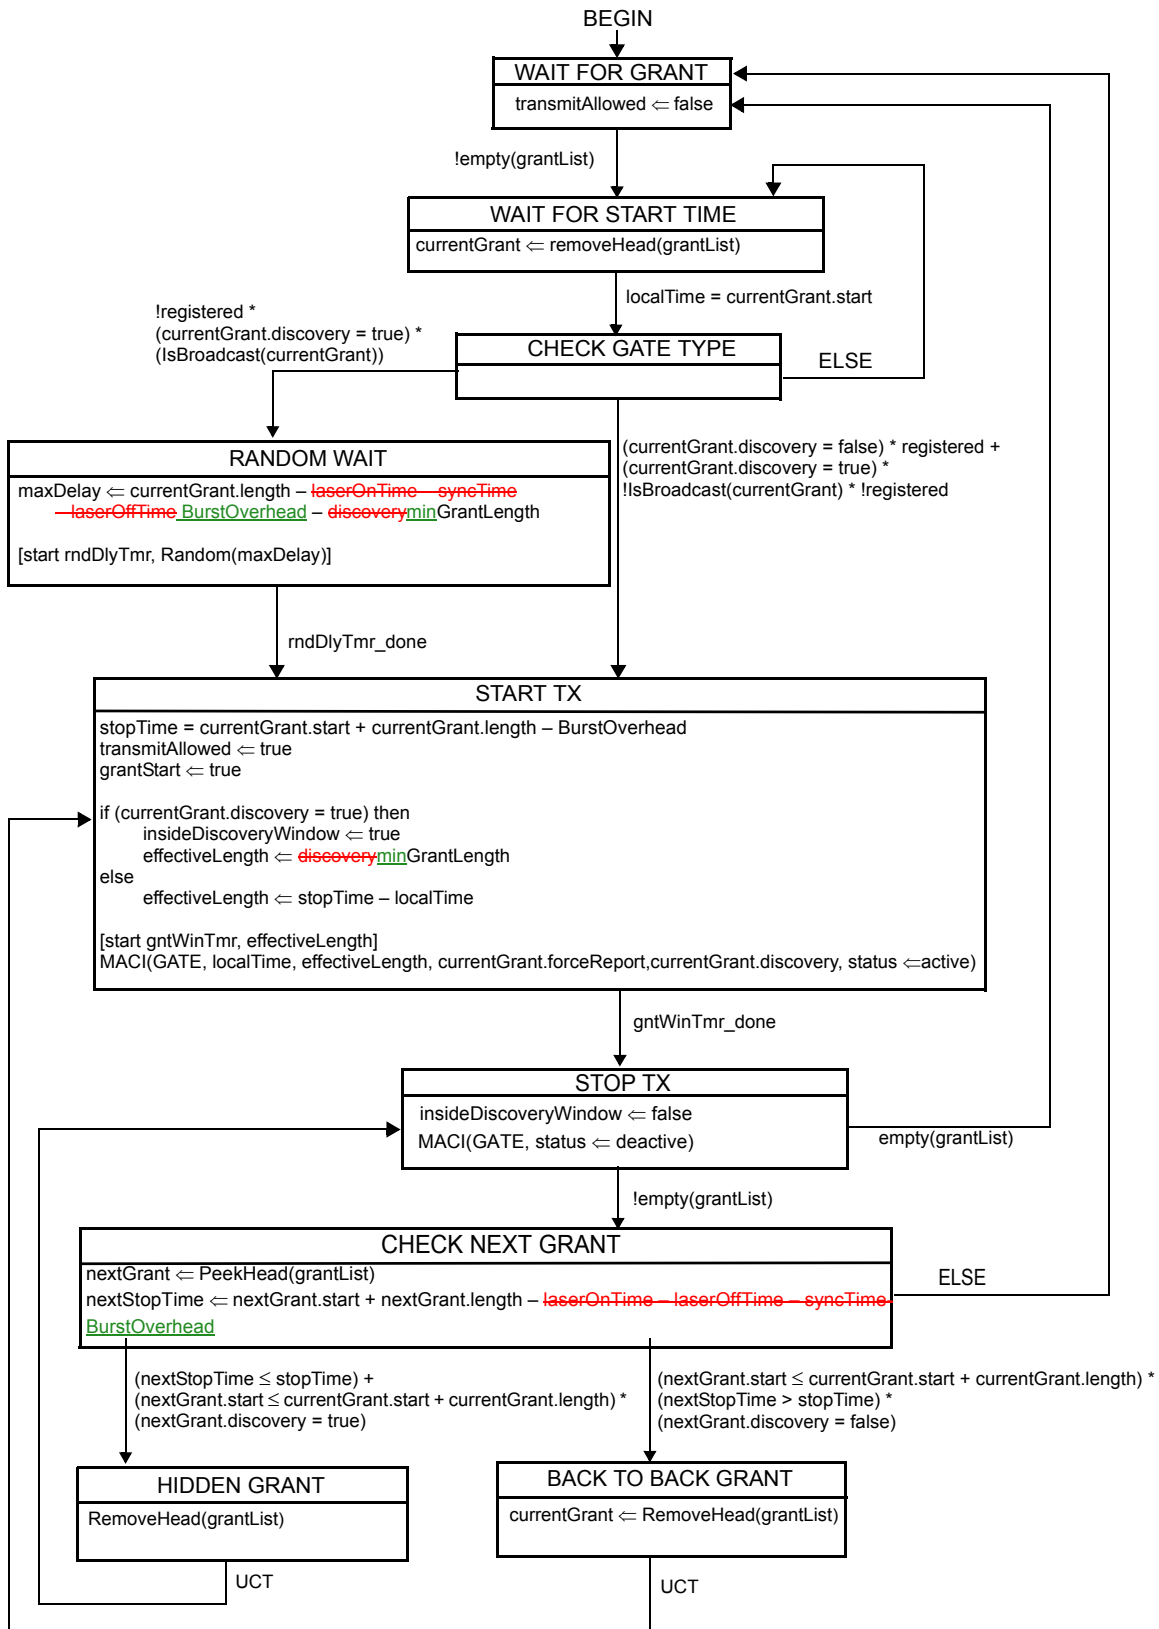 BEGIN
WAIT FOR GRANT
transmitAllowed ⇐ false
!empty(grantList)
WAIT FOR START TIME
currentGrant ⇐ removeHead(grantList)
localTime = currentGrant.start
!registered *
(currentGrant.discovery = true) *
(IsBroadcast(currentGrant))
CHECK GATE TYPE
ELSE
(currentGrant.discovery = false) * registered +
(currentGrant.discovery = true) *
!IsBroadcast(currentGrant) * !registered
RANDOM WAIT
maxDelay ⇐ currentGrant.length – laserOnTime – syncTime
– laserOffTime BurstOverhead – discoveryminGrantLength
[start rndDlyTmr, Random(maxDelay)]
rndDlyTmr_done
START TX
stopTime = currentGrant.start + currentGrant.length – BurstOverhead
transmitAllowed ⇐ true
grantStart ⇐ true
if (currentGrant.discovery = true) then
insideDiscoveryWindow ⇐ true
effectiveLength ⇐ discoveryminGrantLength
else
effectiveLength ⇐ stopTime – localTime
[start gntWinTmr, effectiveLength]
MACI(GATE, localTime, effectiveLength, currentGrant.forceReport,currentGrant.discovery, status ⇐active)
gntWinTmr_done
STOP TX
insideDiscoveryWindow ⇐ false
MACI(GATE, status ⇐ deactive)
empty(grantList)
!empty(grantList)
CHECK NEXT GRANT
nextGrant ⇐ PeekHead(grantList)
nextStopTime ⇐ nextGrant.start + nextGrant.length – laserOnTime – laserOffTime – syncTime
BurstOverhead
ELSE
(nextStopTime ≤ stopTime) +
(nextGrant.start ≤ currentGrant.start + currentGrant.length) *
(nextGrant.discovery = true)
(nextGrant.start ≤ currentGrant.start + currentGrant.length) *
(nextStopTime > stopTime) *
(nextGrant.discovery = false)
HIDDEN GRANT
RemoveHead(grantList)
UCT
BACK TO BACK GRANT
currentGrant ⇐ RemoveHead(grantList)
UCT